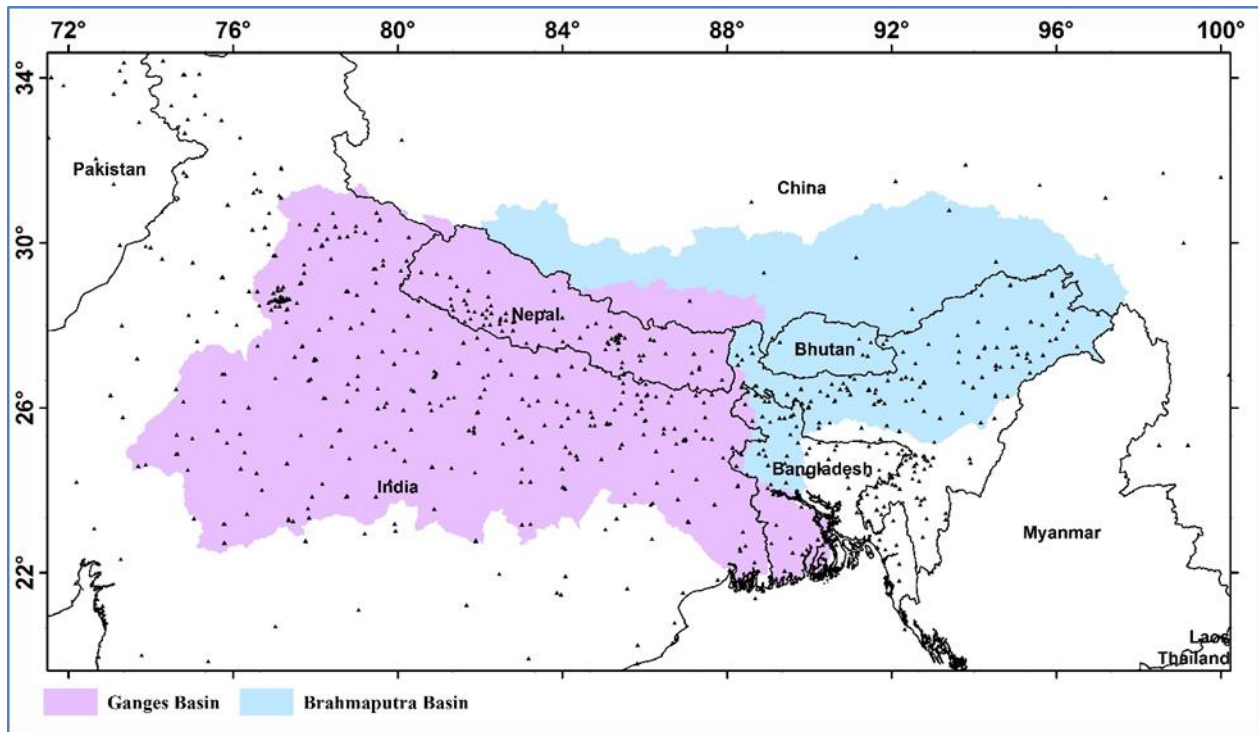 72° 76° 80° 84° 88° 92° 96° 100°
34°
Pakistan
China
30°
Nepal
Bhutan
26°
Bangladesh
India
Myanmar
22°
Laos
Thailand
Ganges Basin Brahmaputra Basin